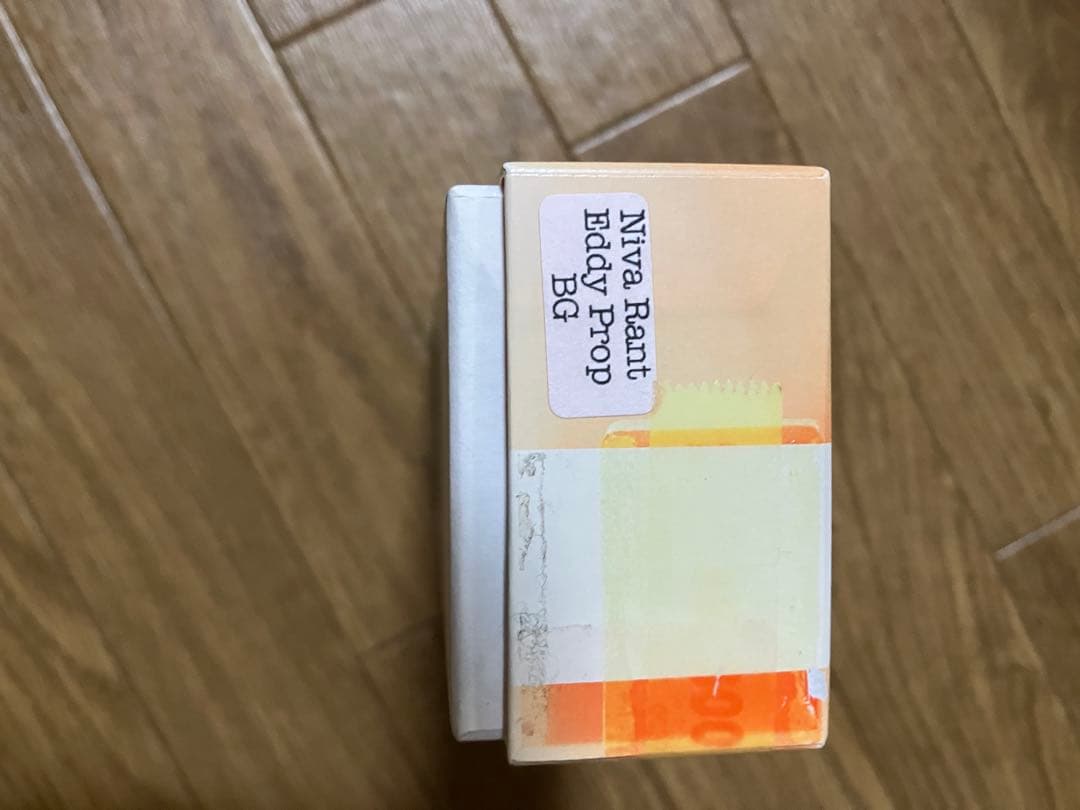 Niva Rant
Eddy Prop
BG